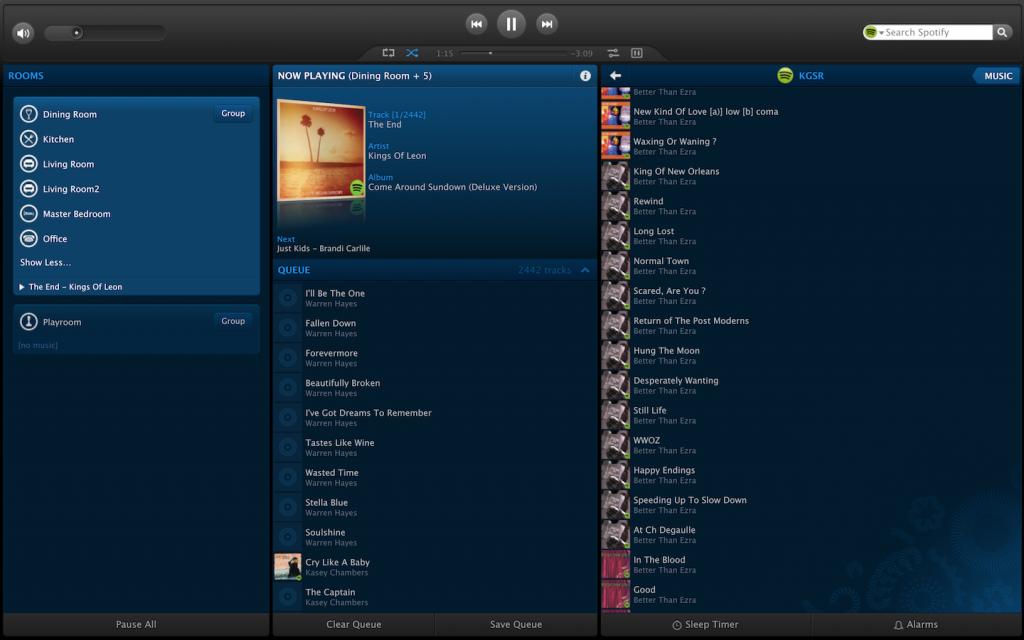 1:15
-3:09
Search Spotify
ROOMS
Dining Room
Group
Kitchen
Living Room
Living Room2
Master Bedroom
Office
Show Less...
The End - Kings Of Leon
Playroom
Group
[no music]
Pause All
NOW PLAYING (Dining Room + 5)
Track [1/2442]
The End
Artist
Kings Of Leon
Album
Come Around Sundown (Deluxe Version)
Next
Just Kids - Brandi Carlile
QUEUE
2442 tracks
I'll Be The One
Warren Hayes
Fallen Down
Warren Hayes
Forevermore
Warren Hayes
Beautifully Broken
Warren Hayes
I've Got Dreams To Remember
Warren Hayes
Tastes Like Wine
Warren Hayes
Wasted Time
Warren Hayes
Stella Blue
Warren Hayes
Soulshine
Warren Hayes
Cry Like A Baby
Kasey Chambers
The Captain
Kasey Chambers
Clear Queue
Save Queue
KGSR
MUSIC
Better Than Ezra
New Kind Of Love [a)] low [b] coma
Better Than Ezra
Waxing Or Waning ?
Better Than Ezra
King Of New Orleans
Better Than Ezra
Rewind
Better Than Ezra
Long Lost
Better Than Ezra
Normal Town
Better Than Ezra
Scared, Are You ?
Better Than Ezra
Return of The Post Moderns
Better Than Ezra
Hung The Moon
Better Than Ezra
Desperately Wanting
Better Than Ezra
Still Life
Better Than Ezra
WWOZ
Better Than Ezra
Happy Endings
Better Than Ezra
Speeding Up To Slow Down
Better Than Ezra
At Ch Degaulle
Better Than Ezra
In The Blood
Better Than Ezra
Good
Better Than Ezra
Sleep Timer
Alarms